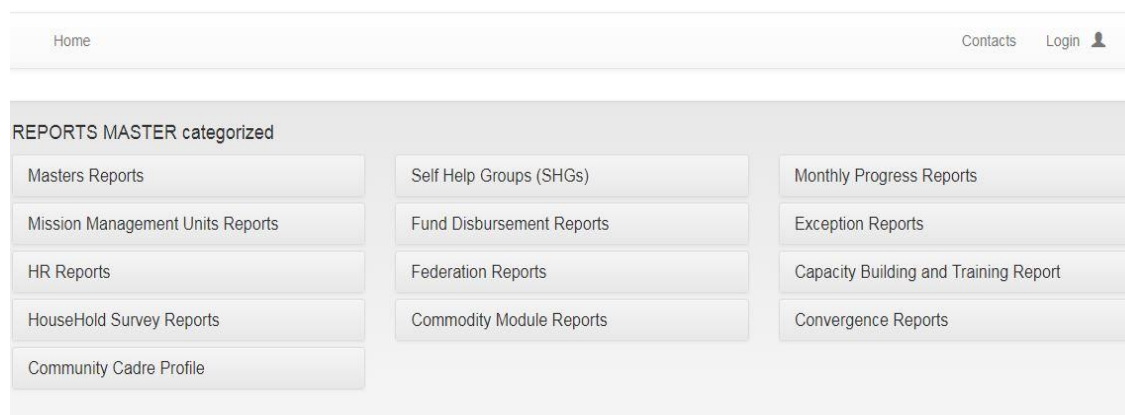 Home Contacts Login
REPORTS MASTER categorized
Masters Reports Self Help Groups (SHGs) Monthly Progress Reports
Mission Management Units Reports Fund Disbursement Reports Exception Reports
HR Reports Federation Reports Capacity Building and Training Report
HouseHold Survey Reports Commodity Module Reports Convergence Reports
Community Cadre Profile